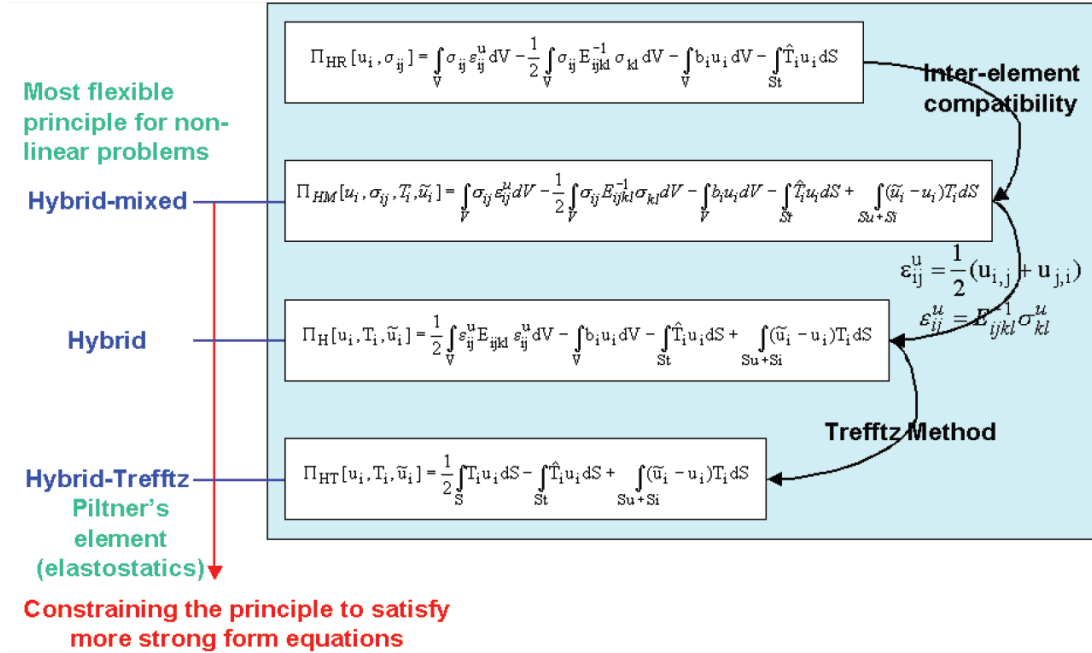 Π_HR [u_i , σ_ij] = ∫_V σ_ij ε^u_ij dV − 1/2 ∫_V σ_ij E^{-1}_ijkl σ_kl dV − ∫_V b_i u_i dV − ∫_St T̂_i u_i dS
Inter-element
compatibility
Most flexible
principle for non-
linear problems
Hybrid-mixed
Π_HM [u_i , σ_ij , T_i , ũ_i] = ∫_V σ_ij ε^u_ij dV − 1/2 ∫_V σ_ij E^{-1}_ijkl σ_kl dV − ∫_V b_i u_i dV − ∫_St T̂_i u_i dS + ∫_Su+Si (ũ_i − u_i) T_i dS
ε^u_ij = 1/2 (u_i,j + u_j,i)
ε^u_ij = E^{-1}_ijkl σ^u_kl
Hybrid
Π_H [u_i , T_i , ũ_i] = 1/2 ∫_V ε^u_ij E_ijkl ε^u_ij dV − ∫_V b_i u_i dV − ∫_St T̂_i u_i dS + ∫_Su+Si (ũ_i − u_i) T_i dS
Trefftz Method
Hybrid-Trefftz
Π_HT [u_i , T_i , ũ_i] = 1/2 ∫_S T_i u_i dS − ∫_St T̂_i u_i dS + ∫_Su+Si (ũ_i − u_i) T_i dS
Piltner's
element
(elastostatics)
Constraining the principle to satisfy
more strong form equations